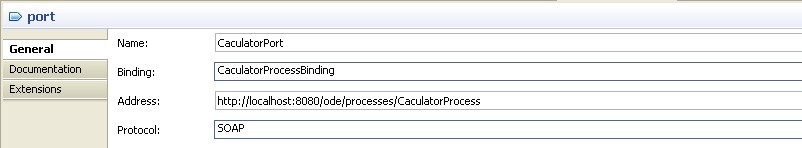 port
General
Documentation
Extensions
Name:
CaculatorPort
Binding:
CaculatorProcessBinding
Address:
http://localhost:8080/ode/processes/CaculatorProcess
Protocol:
SOAP